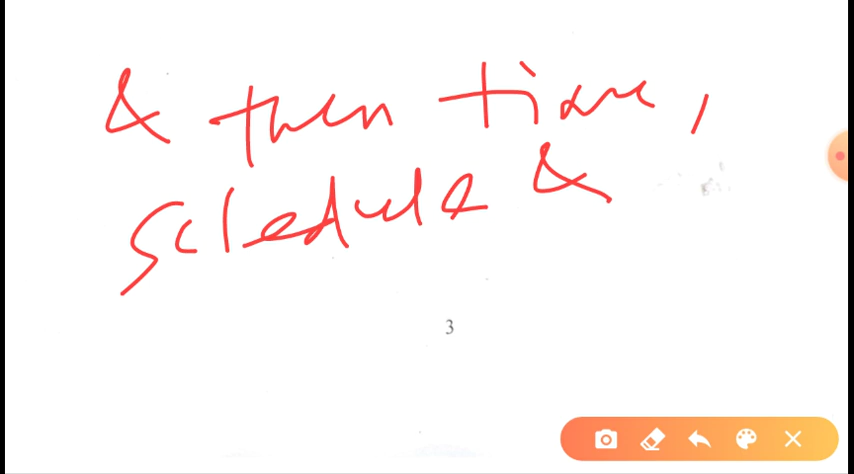 & then time,
schedule &
3